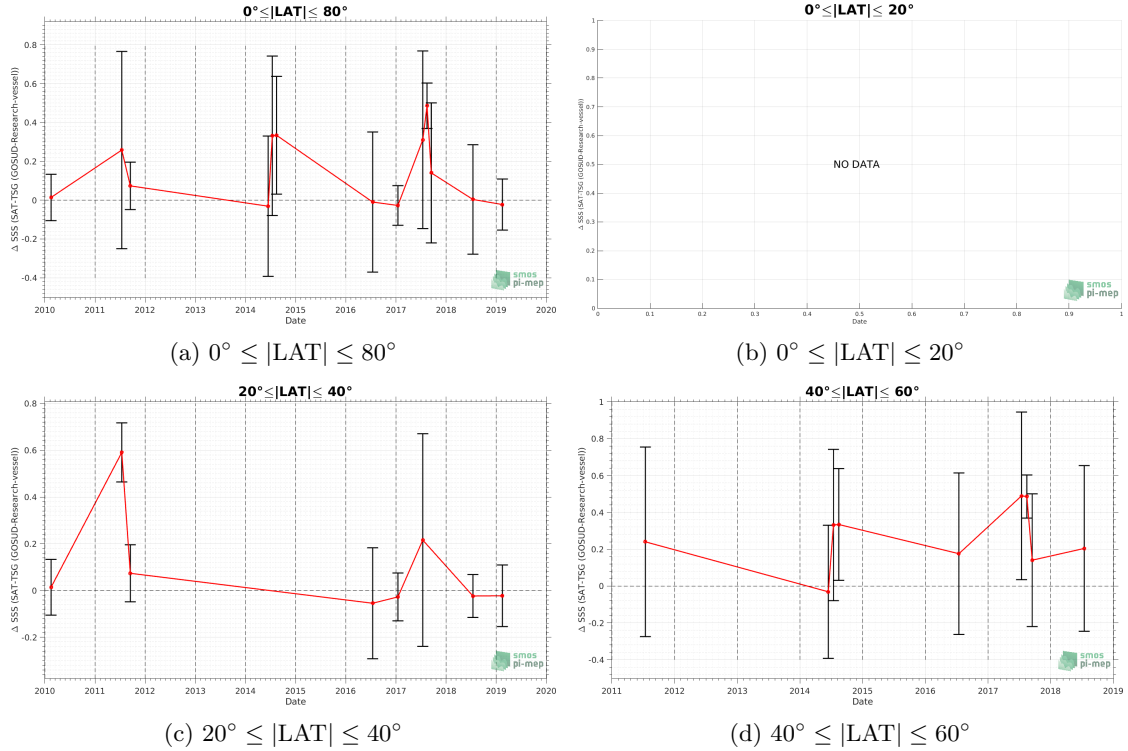 0°≤|LAT|≤ 80°
Δ SSS (SAT-TSG (GOSUD-Research-vessel))
0.8
0.6
0.4
0.2
0
-0.2
-0.4
2010 2011 2012 2013 2014 2015 2016 2017 2018 2019 2020
Date
smos
pi-mep
(a) 0° ≤ |LAT| ≤ 80°
0°≤|LAT|≤ 20°
Δ SSS (SAT-TSG (GOSUD-Research-vessel))
1
0.9
0.8
0.7
0.6
0.5
0.4
0.3
0.2
0.1
0
NO DATA
0 0.1 0.2 0.3 0.4 0.5 0.6 0.7 0.8 0.9 1
Date
smos
pi-mep
(b) 0° ≤ |LAT| ≤ 20°
20°≤|LAT|≤ 40°
Δ SSS (SAT-TSG (GOSUD-Research-vessel))
0.8
0.6
0.4
0.2
0
-0.2
2010 2011 2012 2013 2014 2015 2016 2017 2018 2019 2020
Date
smos
pi-mep
(c) 20° ≤ |LAT| ≤ 40°
40°≤|LAT|≤ 60°
Δ SSS (SAT-TSG (GOSUD-Research-vessel))
1
0.8
0.6
0.4
0.2
0
-0.2
-0.4
2011 2012 2013 2014 2015 2016 2017 2018 2019
Date
smos
pi-mep
(d) 40° ≤ |LAT| ≤ 60°